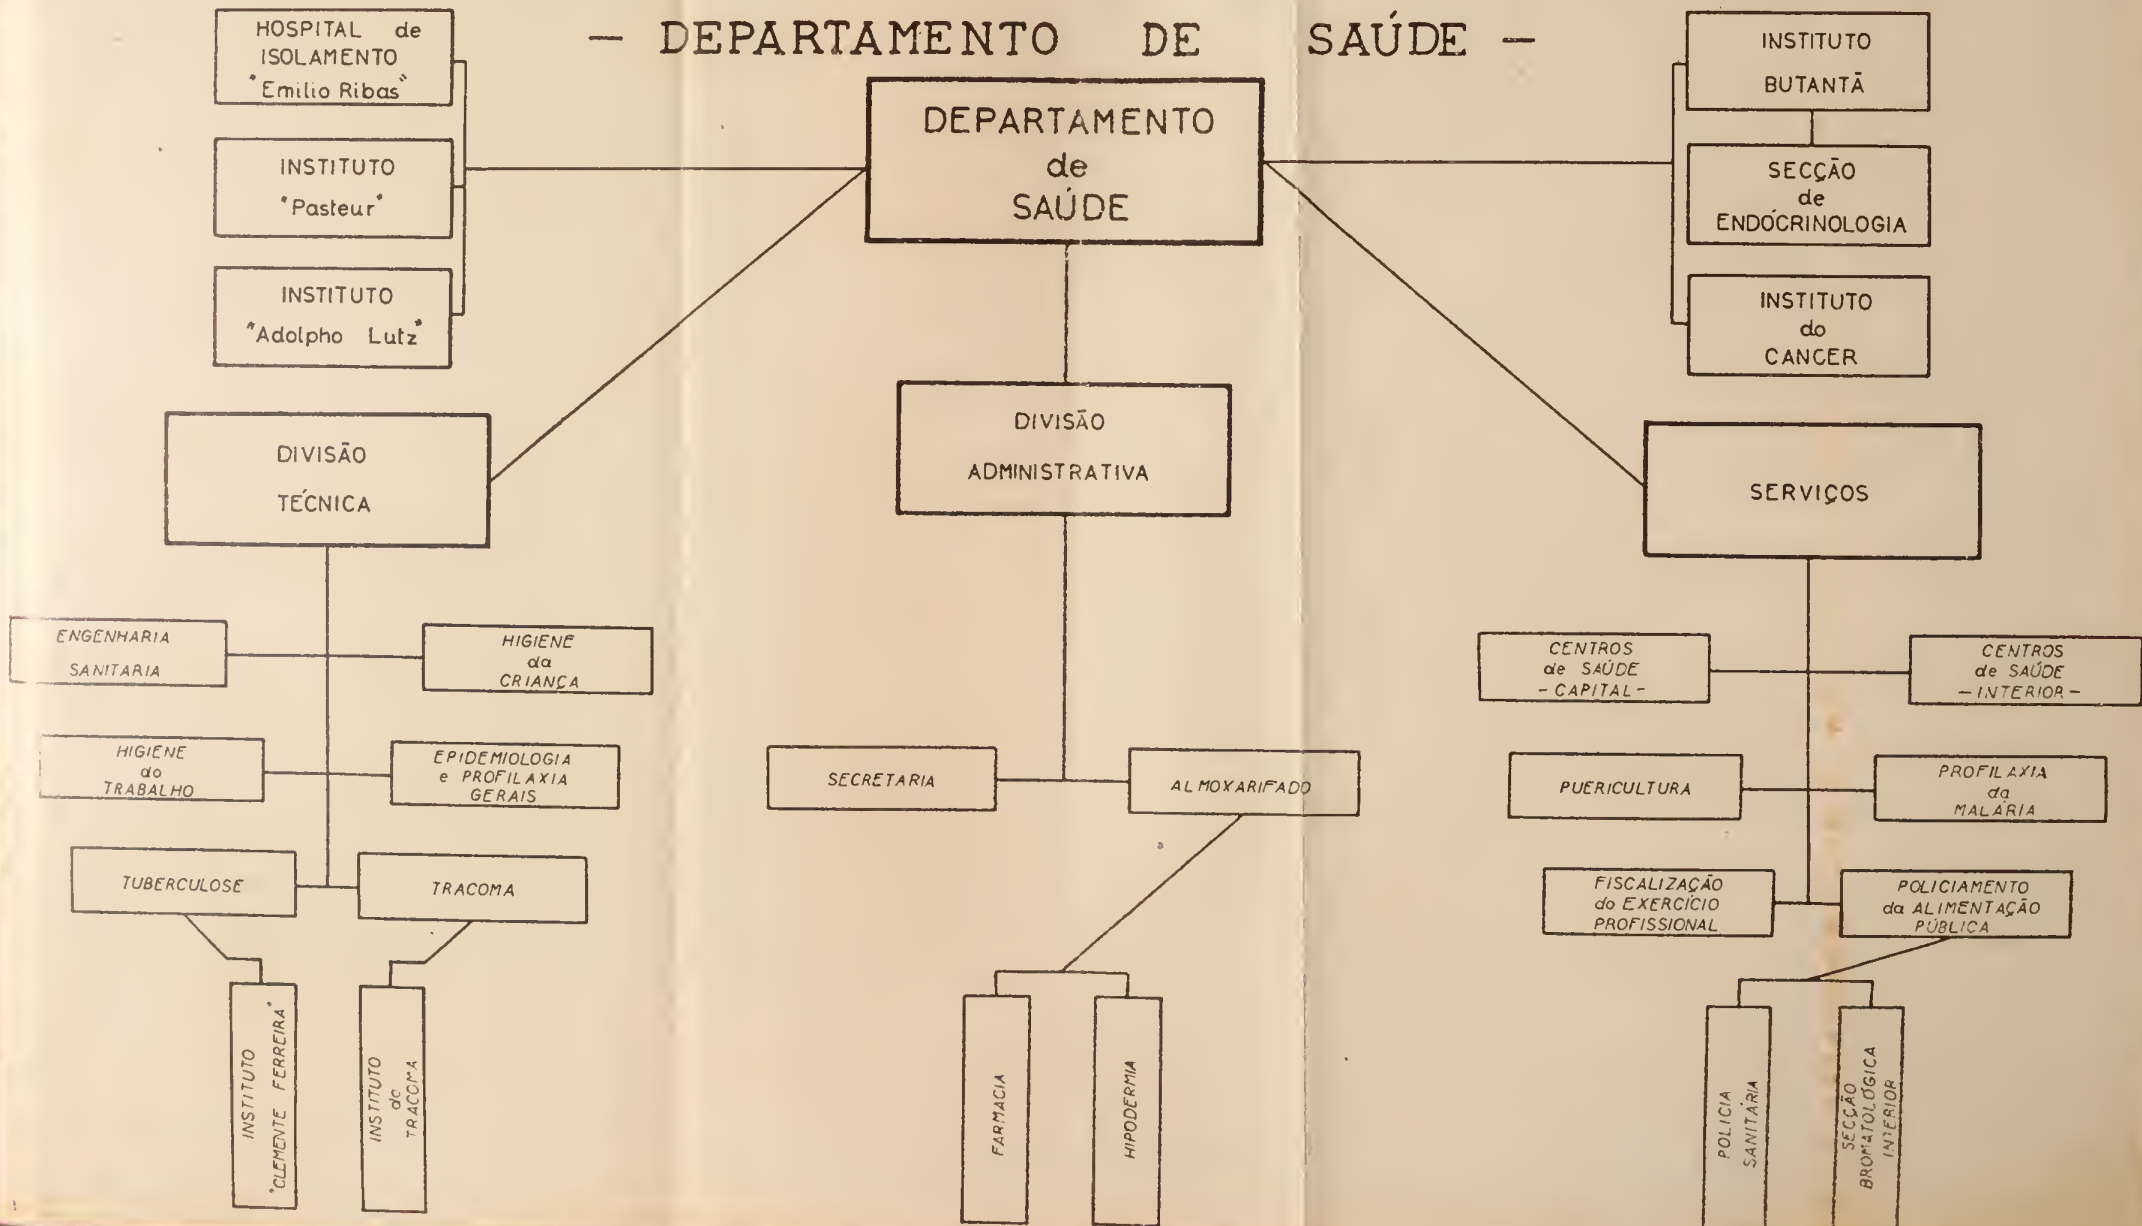 — DEPARTAMENTO DE SAÚDE —
HOSPITAL de
ISOLAMENTO
"Emilio Ribas"
INSTITUTO
"Pasteur"
INSTITUTO
"Adolpho Lutz"
DEPARTAMENTO
de
SAÚDE
INSTITUTO
BUTANTÃ
SECÇÃO
de
ENDÓCRINOLOGIA
INSTITUTO
do
CANCER
DIVISÃO
TÉCNICA
DIVISÃO
ADMINISTRATIVA
SERVIÇOS
ENGENHARIA
SANITARIA
HIGIENE
da
CRIANÇA
HIGIENE
do
TRABALHO
EPIDEMIOLOGIA
e PROFILAXIA
GERAIS
TUBERCULOSE
TRACOMA
INSTITUTO
"CLEMENTE FERREIRA"
INSTITUTO
do
TRACOMA
SECRETARIA
ALMOXARIFADO
FARMACIA
HIPODERMIA
CENTROS
de SAÚDE
- CAPITAL -
CENTROS
de SAÚDE
- INTERIOR -
PUERICULTURA
PROFILAXIA
da
MALÁRIA
FISCALIZAÇÃO
do EXERCÍCIO
PROFISSIONAL
POLICIAMENTO
da ALIMENTAÇÃO
PÚBLICA
POLICIA
SANITÁRIA
SECÇÃO
BROMATOLÓGICA
INTERIOR